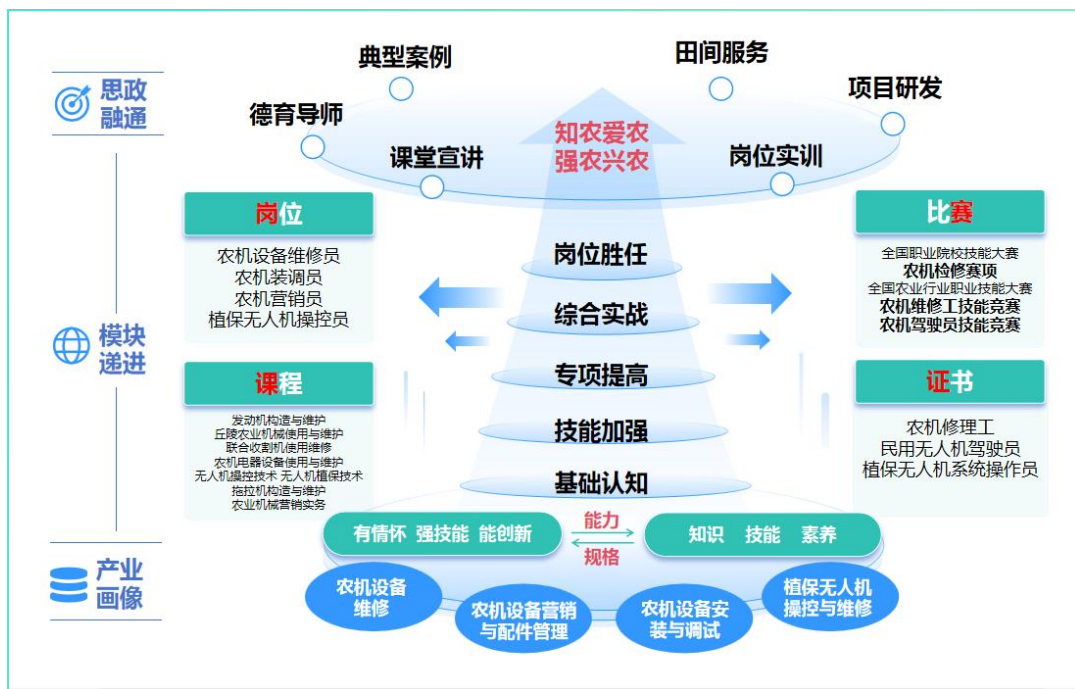 思政
融通
典型案例
田间服务
德育导师
项目研发
课堂宣讲
岗位实训
知农爱农
强农兴农
模块
递进
岗位
农机设备维修员
农机装调员
农机营销员
植保无人机操控员
课程
发动机构造与维护
丘陵农业机械使用与维护
联合收割机使用维修
农机电器设备使用与维护
无人机操控技术 无人机植保技术
拖拉机构造与维护
农业机械营销实务
岗位胜任
综合实战
专项提高
技能加强
基础认知
比赛
全国职业院校技能大赛
农机检修赛项
全国农业行业职业技能大赛
农机维修工技能竞赛
农机驾驶员技能竞赛
证书
农机修理工
民用无人机驾驶员
植保无人机系统操作员
有情怀 强技能 能创新
能力
规格
知识 技能 素养
产业
画像
农机设备
维修
农机设备营销
与配件管理
农机设备安
装与调试
植保无人机
操控与维修